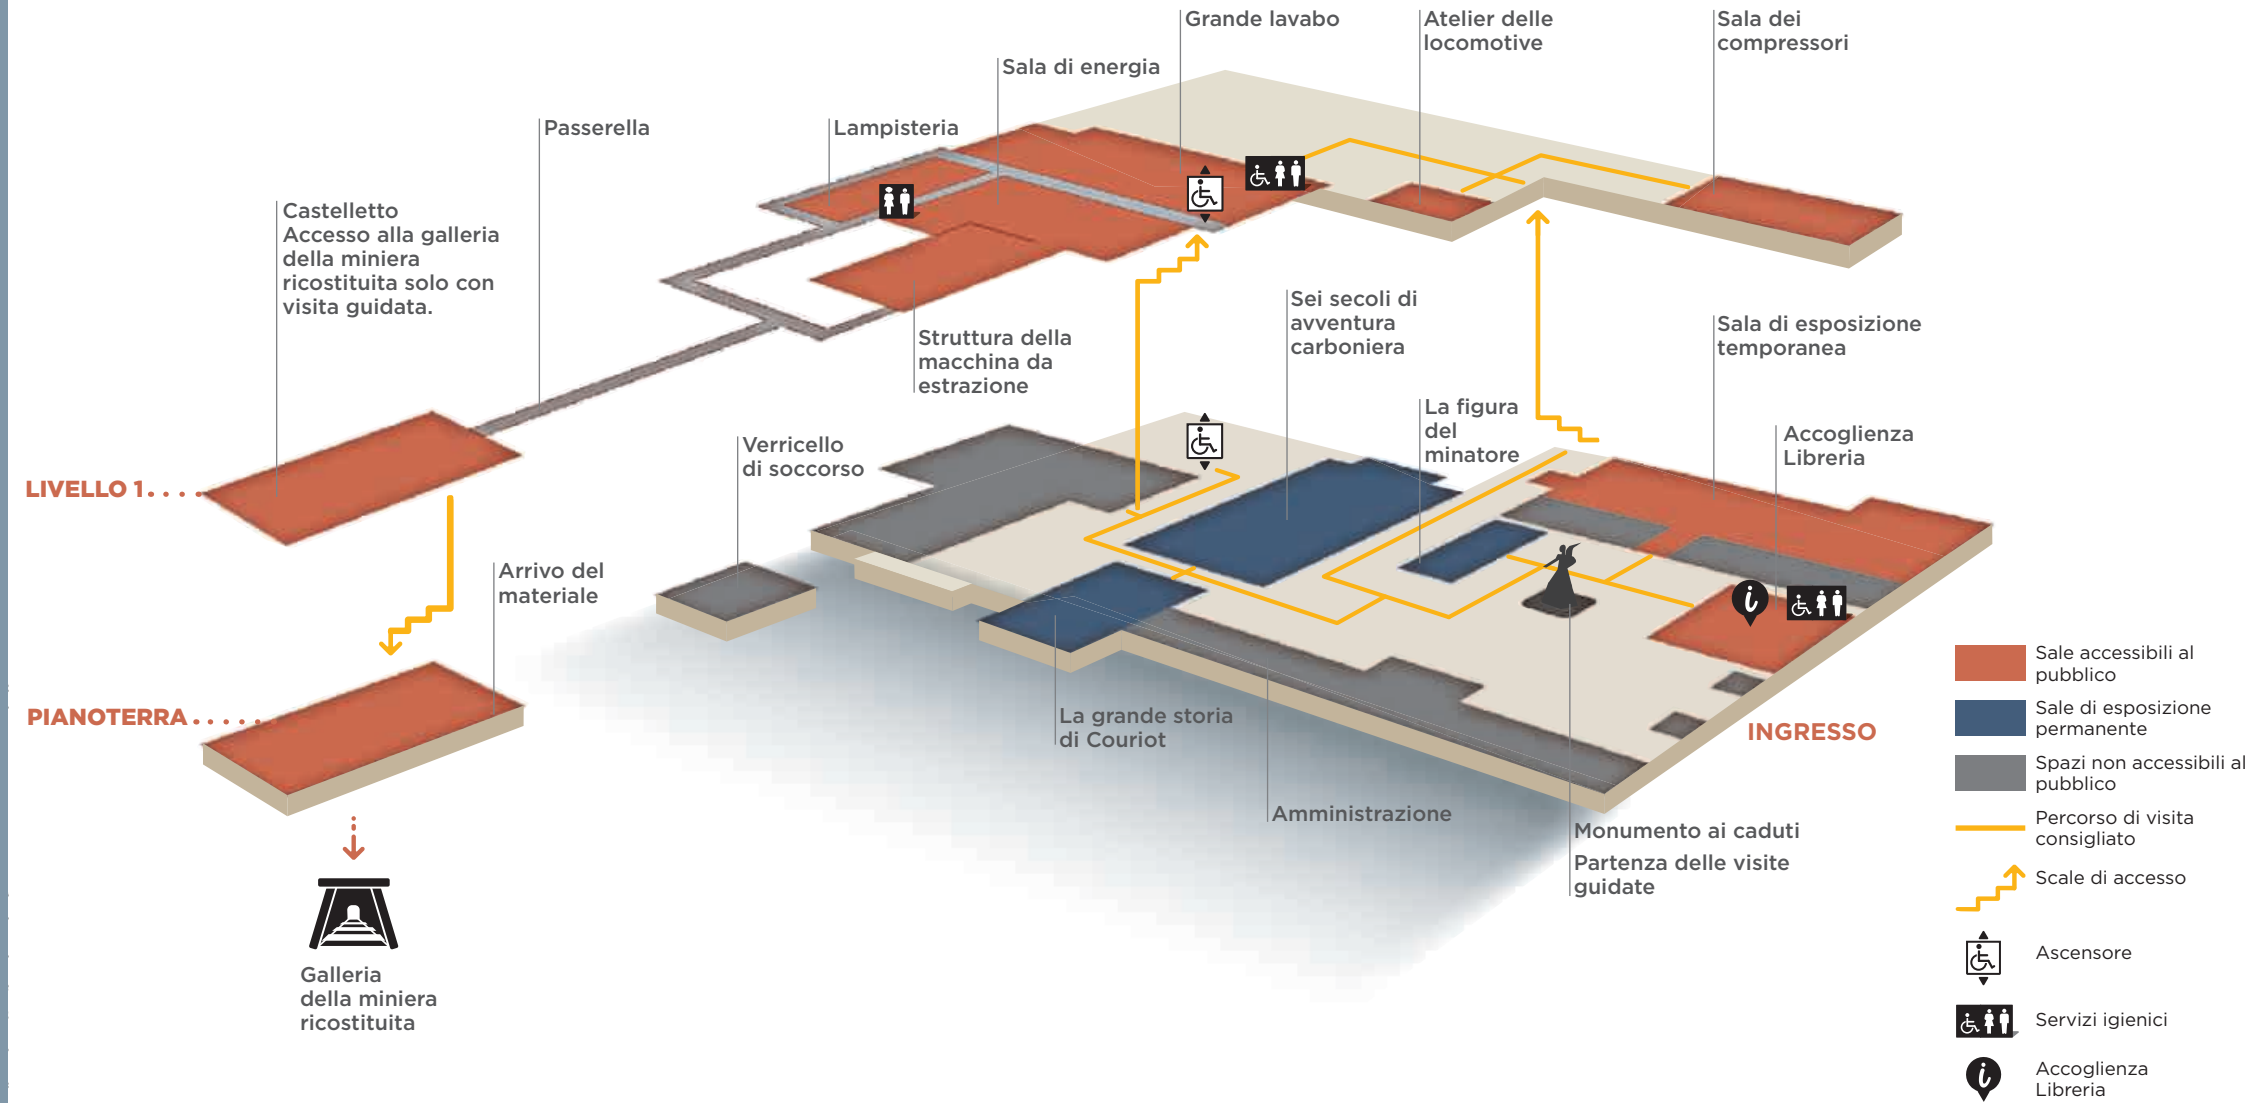 Grande lavabo
Atelier delle
locomotive
Sala dei
compressori
Sala di energia
Passerella
Lampisteria
Castelletto
Accesso alla galleria
della miniera
ricostituita solo con
visita guidata.
Struttura della
macchina da
estrazione
Sei secoli di
avventura
carboniera
Sala di esposizione
temporanea
La figura
del
minatore
Accoglienza
Libreria
Verricello
di soccorso
LIVELLO 1....
Arrivo del
materiale
PIANOTERRA.....
La grande storia
di Couriot
INGRESSO
Amministrazione
Monumento ai caduti
Partenza delle visite
guidate
Galleria
della miniera
ricostituita
Sale accessibili al
pubblico
Sale di esposizione
permanente
Spazi non accessibili al
pubblico
Percorso di visita
consigliato
Scale di accesso
Ascensore
Servizi igienici
Accoglienza
Libreria